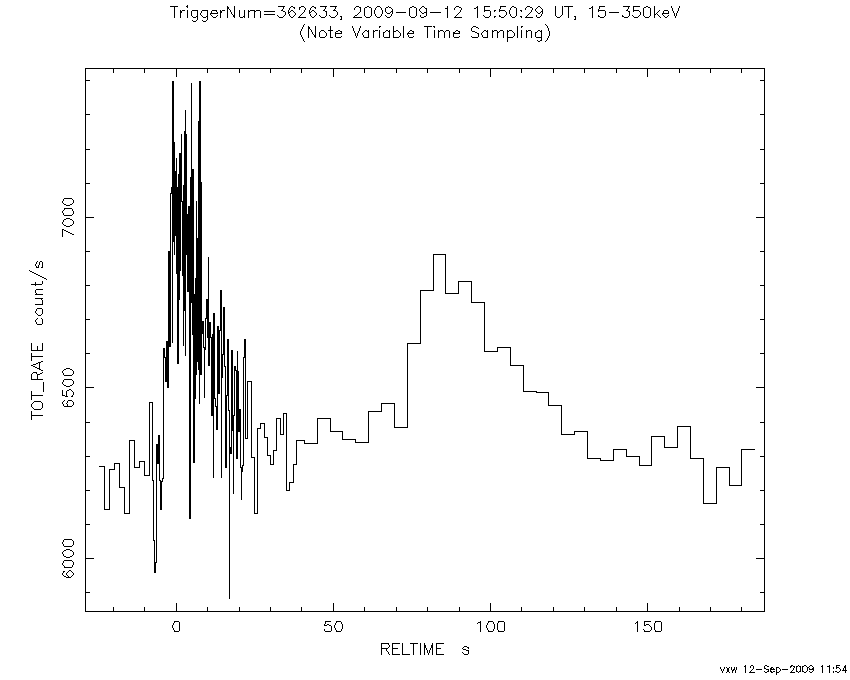 TriggerNum=362633, 2009-09-12 15:50:29 UT, 15-350keV
(Note Variable Time Sampling)
7000
6500
6000
TOT_RATE count/s
0 50 100 150
RELTIME s
vxw 12-Sep-2009 11:54